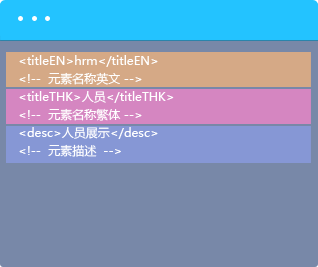 <titleEN>hrm</titleEN>
<!-- 元素名称英文 -->
<titleTHK>人员</titleTHK>
<!-- 元素名称繁体 -->
<desc>人员展示</desc>
<!-- 元素描述 -->